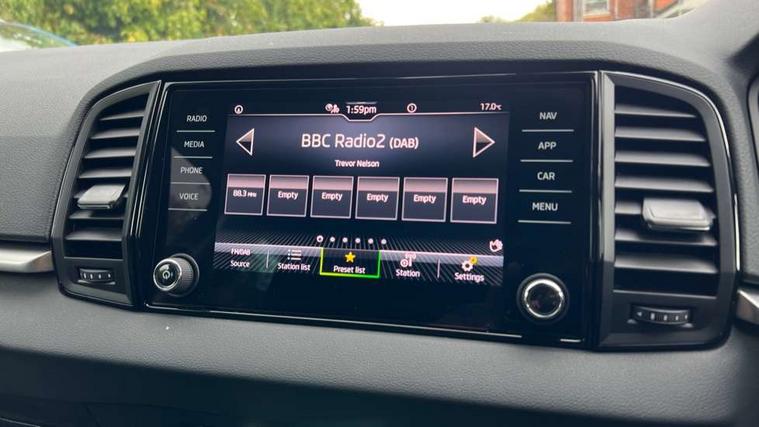 RADIO
MEDIA
PHONE
VOICE
1:59pm
17.0°c
BBC Radio2 (DAB)
Trevor Nelson
88.3 MHz Empty Empty Empty Empty Empty
FM/DAB
Source
Station list
Preset list
Station
Settings
NAV
APP
CAR
MENU